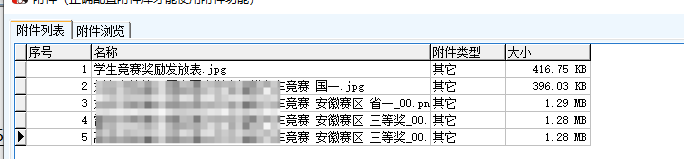 附件（正确配置附件库才能使用附件功能）
附件列表 附件浏览
序号 名称 附件类型 大小
1 学生竞赛奖励发放表.jpg 其它 416.75 KB
2 竞赛 国一.jpg 其它 396.03 KB
3 竞赛 安徽赛区 省一_00.pn 其它 1.29 MB
4 竞赛 安徽赛区 三等奖_00. 其它 1.28 MB
5 竞赛 安徽赛区 三等奖_00. 其它 1.28 MB